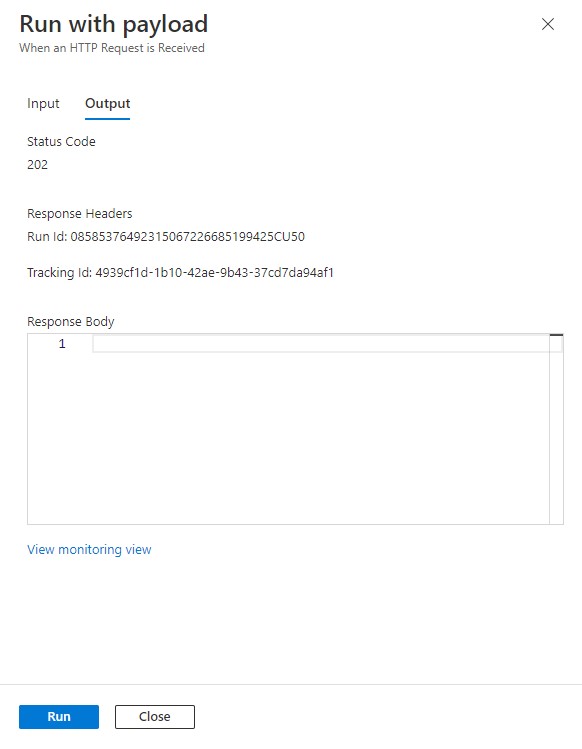 Run with payload
When an HTTP Request is Received
Input Output
Status Code
202
Response Headers
Run Id: 08585376492315067226685199425CU50
Tracking Id: 4939cf1d-1b10-42ae-9b43-37cd7da94af1
Response Body
1
View monitoring view
Run Close